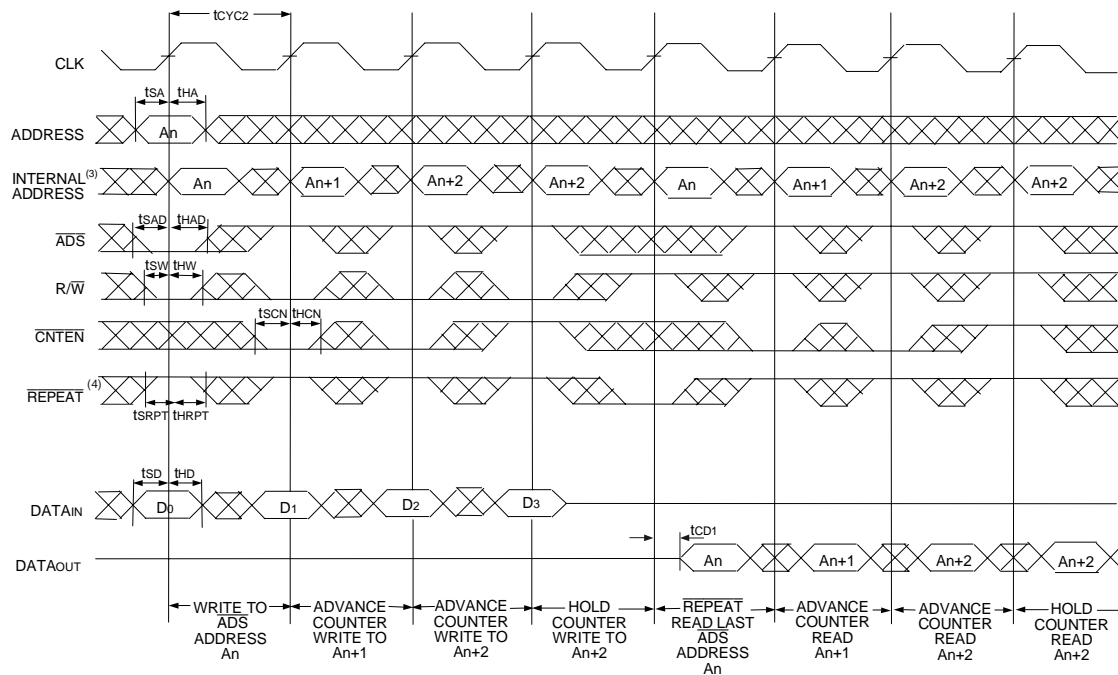 tCYC2
CLK
tSA tHA
ADDRESS An
INTERNAL(3) ADDRESS An An+1 An+2 An+2 An An+1 An+2 An+2
tSAD tHAD
ADS
tSW tHW
R/W
tSCN tHCN
CNTEN
REPEAT(4)
tSRPT tHRPT
tSD tHD
DATAIN D0 D1 D2 D3
tCD1
DATAOUT An An+1 An+2 An+2
WRITE TO ADS ADDRESS An
ADVANCE COUNTER WRITE TO An+1
ADVANCE COUNTER WRITE TO An+2
HOLD COUNTER WRITE TO An+2
REPEAT READ LAST ADS ADDRESS An
ADVANCE COUNTER READ An+1
ADVANCE COUNTER READ An+2
HOLD COUNTER READ An+2